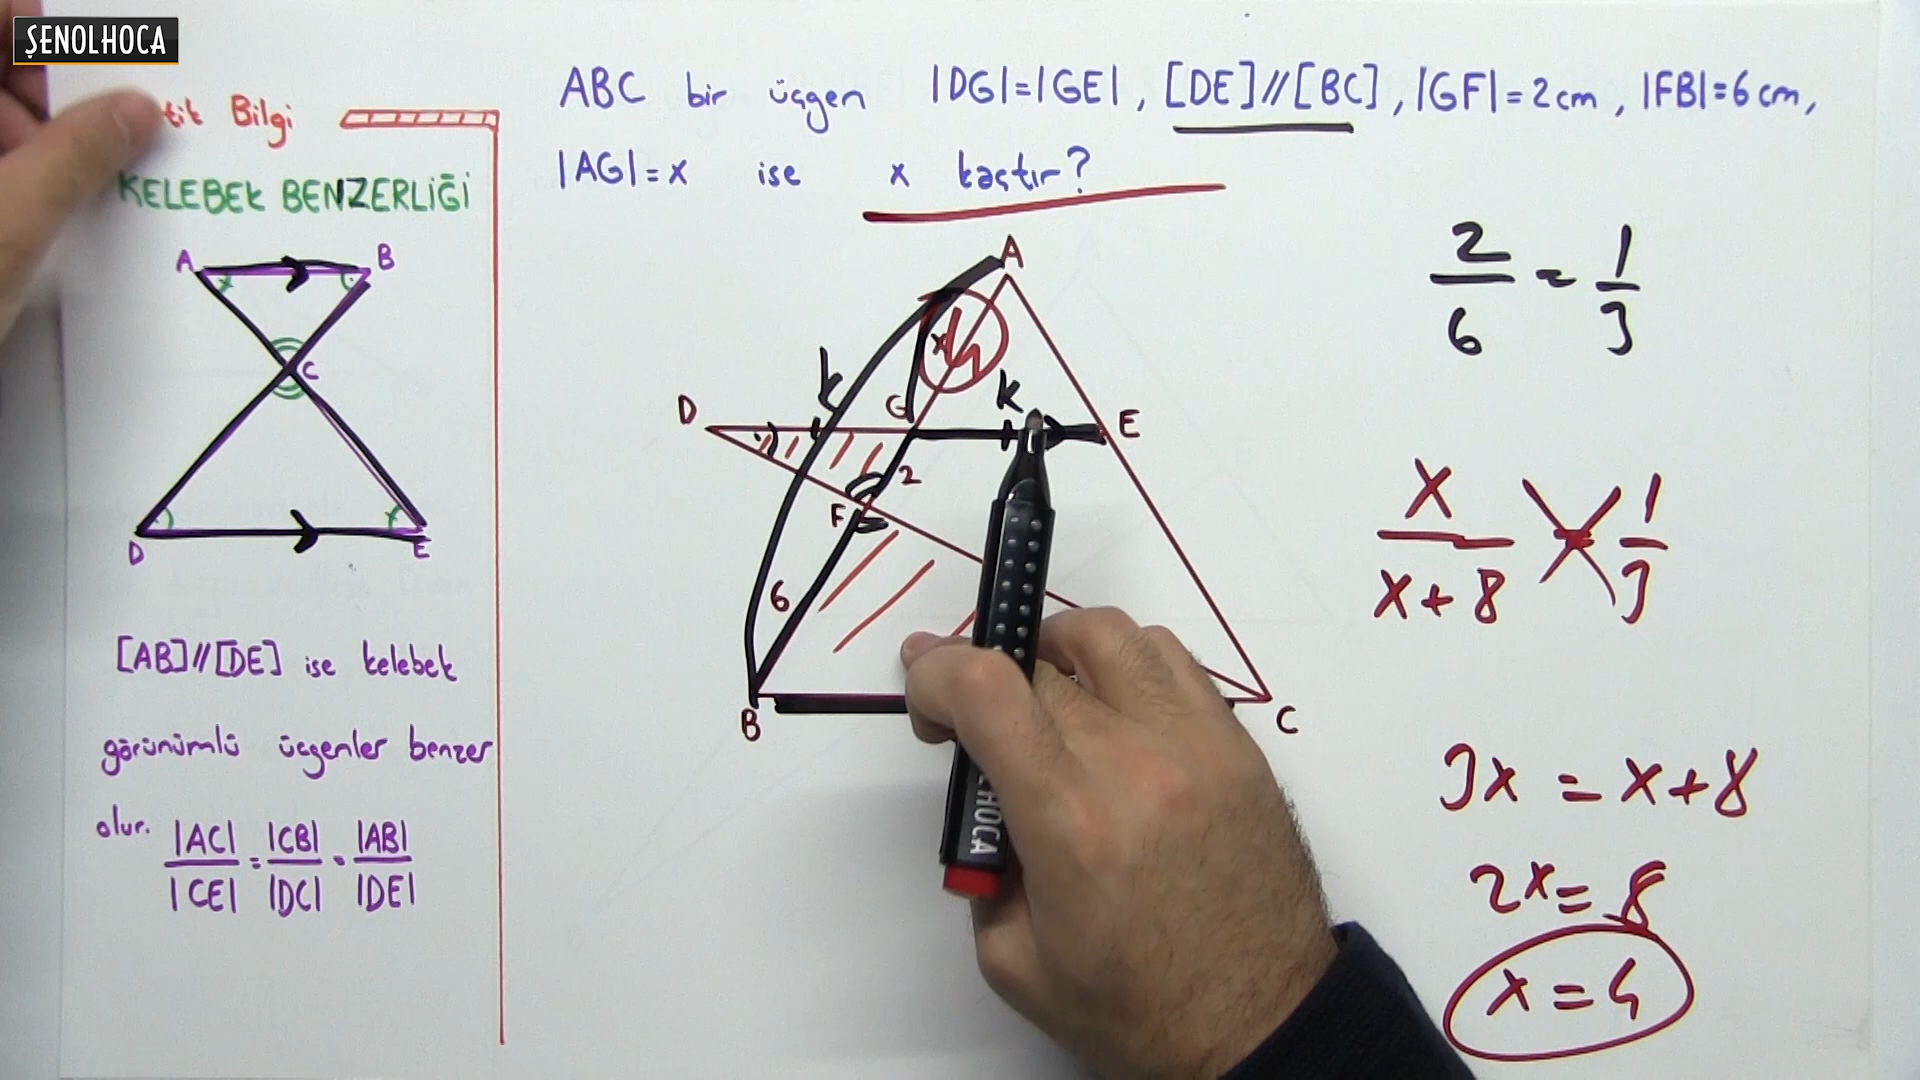 ŞENOLHOCA
Bilgi
KELEBEK BENZERLİĞİ
A B
C
D E
[AB]//[DE] ise kelebek
görünümlü üçgenler benzer
olur. |AC|/|CE| = |CB|/|DC| = |AB|/|DE|
ABC bir üçgen |DG|=|GE|, [DE]//[BC], |GF|=2cm, |FB|=6cm,
|AG|=x ise x kaçtır?
A
x
k k
D G E
2
F
6
B C
2/6 = 1/3
x/x+8 1/3
3x = x+8
2x = 8
x = 4
HOCA